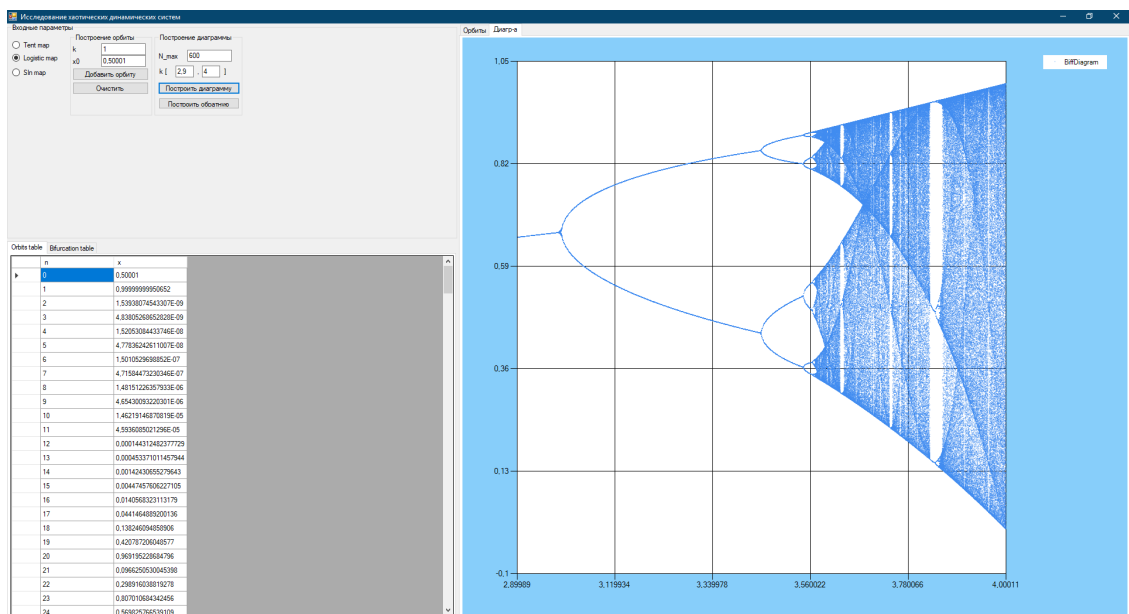 Исследование хаотических динамических систем
Входные параметры
Tent map
Logistic map
SIn map
Построение орбиты
k 1
x0 0,50001
Добавить орбиту
Очистить
Построение диаграммы
N_max 600
k [ 2,9 , 4 ]
Построить диаграмму
Построить обратную
Orbits table Bifurcation table
n x
0 0,50001
1 0,99999999950652
2 1,53938074543307E-09
3 4,83805268652828E-09
4 1,52053084433746E-08
5 4,77836242611007E-08
6 1,5010529698852E-07
7 4,71584473230346E-07
8 1,48151226357933E-06
9 4,65430093220301E-06
10 1,46219146870819E-05
11 4,5936085021296E-05
12 0,000144312482377729
13 0,000453371011457944
14 0,00142430655279643
15 0,00447457606227105
16 0,0140568323113179
17 0,0441464889200136
18 0,138246094858906
19 0,420787206048577
20 0,969195228684796
21 0,0966250530045398
22 0,298916038819278
23 0,807010684342456
24 0,569825766539109
Орбиты Диагр-а
BiffDiagram
1,05
0,82
0,59
0,36
0,13
-0,1
2,89989 3,119934 3,339978 3,560022 3,780066 4,00011